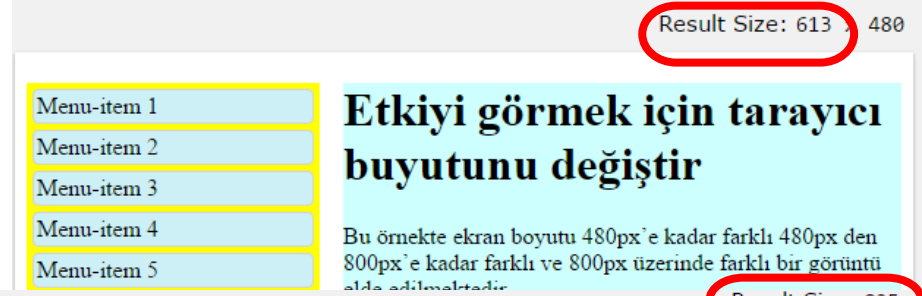 Result Size: 613 x 480
Menu-item 1
Menu-item 2
Menu-item 3
Menu-item 4
Menu-item 5
Etkiyi görmek için tarayıcı
buyutunu değiştir
Bu örnekte ekran boyutu 480px'e kadar farklı 480px den
800px'e kadar farklı ve 800px üzerinde farklı bir görüntü
elde edilmektedir